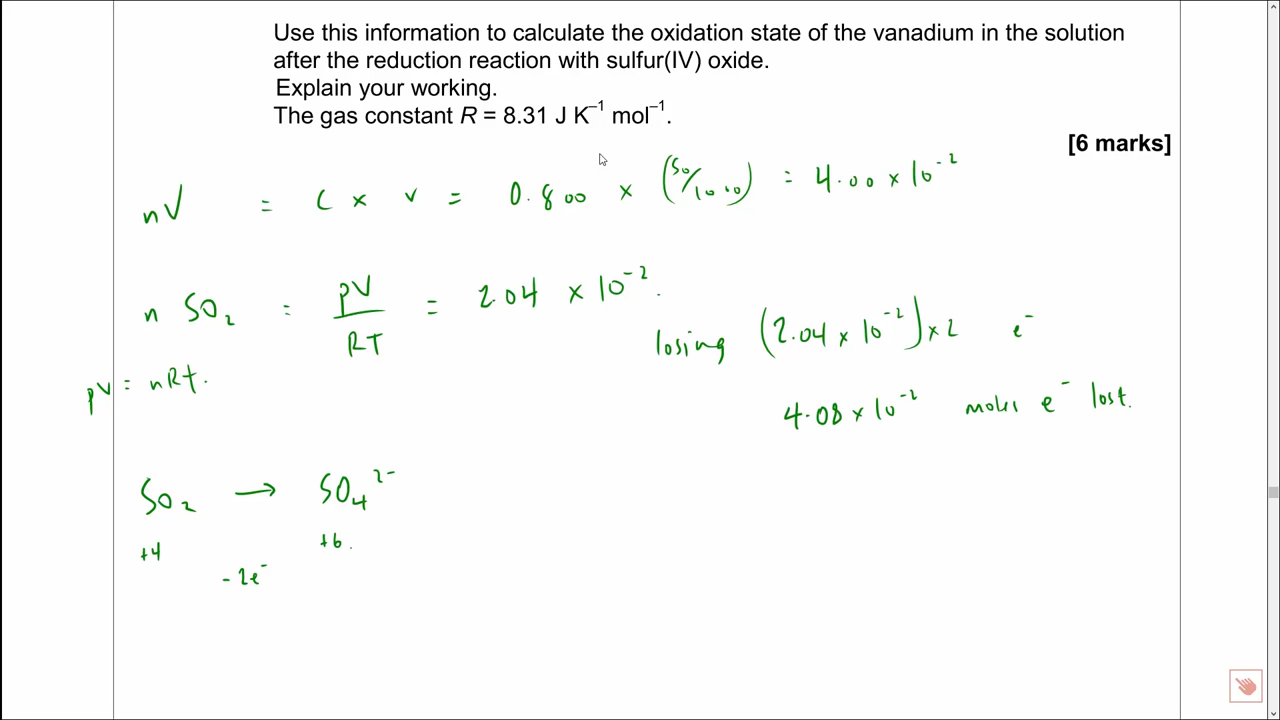 Use this information to calculate the oxidation state of the vanadium in the solution
after the reduction reaction with sulfur(IV) oxide.
Explain your working.
The gas constant R = 8.31 J K⁻¹ mol⁻¹.
[6 marks]
nV = C × v = 0.800 × (50/1000) = 4.00 × 10⁻²
n SO₂ = pV/RT = 2.04 × 10⁻².
losing (2.04 × 10⁻²) × 2 e⁻
pV = nRT.
4.08 × 10⁻² moles e⁻ lost.
SO₂ → SO₄²⁻
+4 +6.
-2e⁻